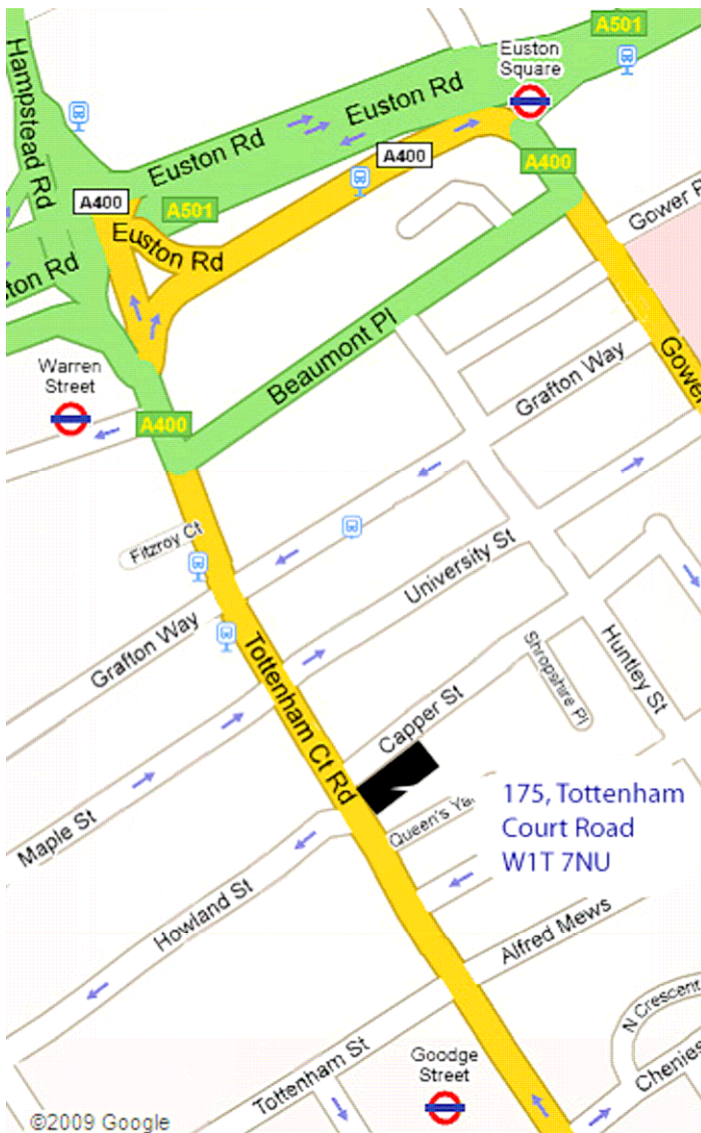 A501
Euston
Square
Hampstead Rd
Euston Rd
Euston Rd
A400
A400
A400
A501
Euston Rd
ston Rd
Gower P
Beaumont Pl
Warren
Street
Grafton Way
Gower
A400
Fitzroy Ct
University St
Grafton Way
Huntley St
Shropshire Pl
Tottenham Ct Rd
Capper St
175, Tottenham
Court Road
W1T 7NU
Queen's Ya
Maple St
Howland St
Alfred Mews
N Crescent
Goodge
Street
Tottenham St
Chenies
©2009 Google